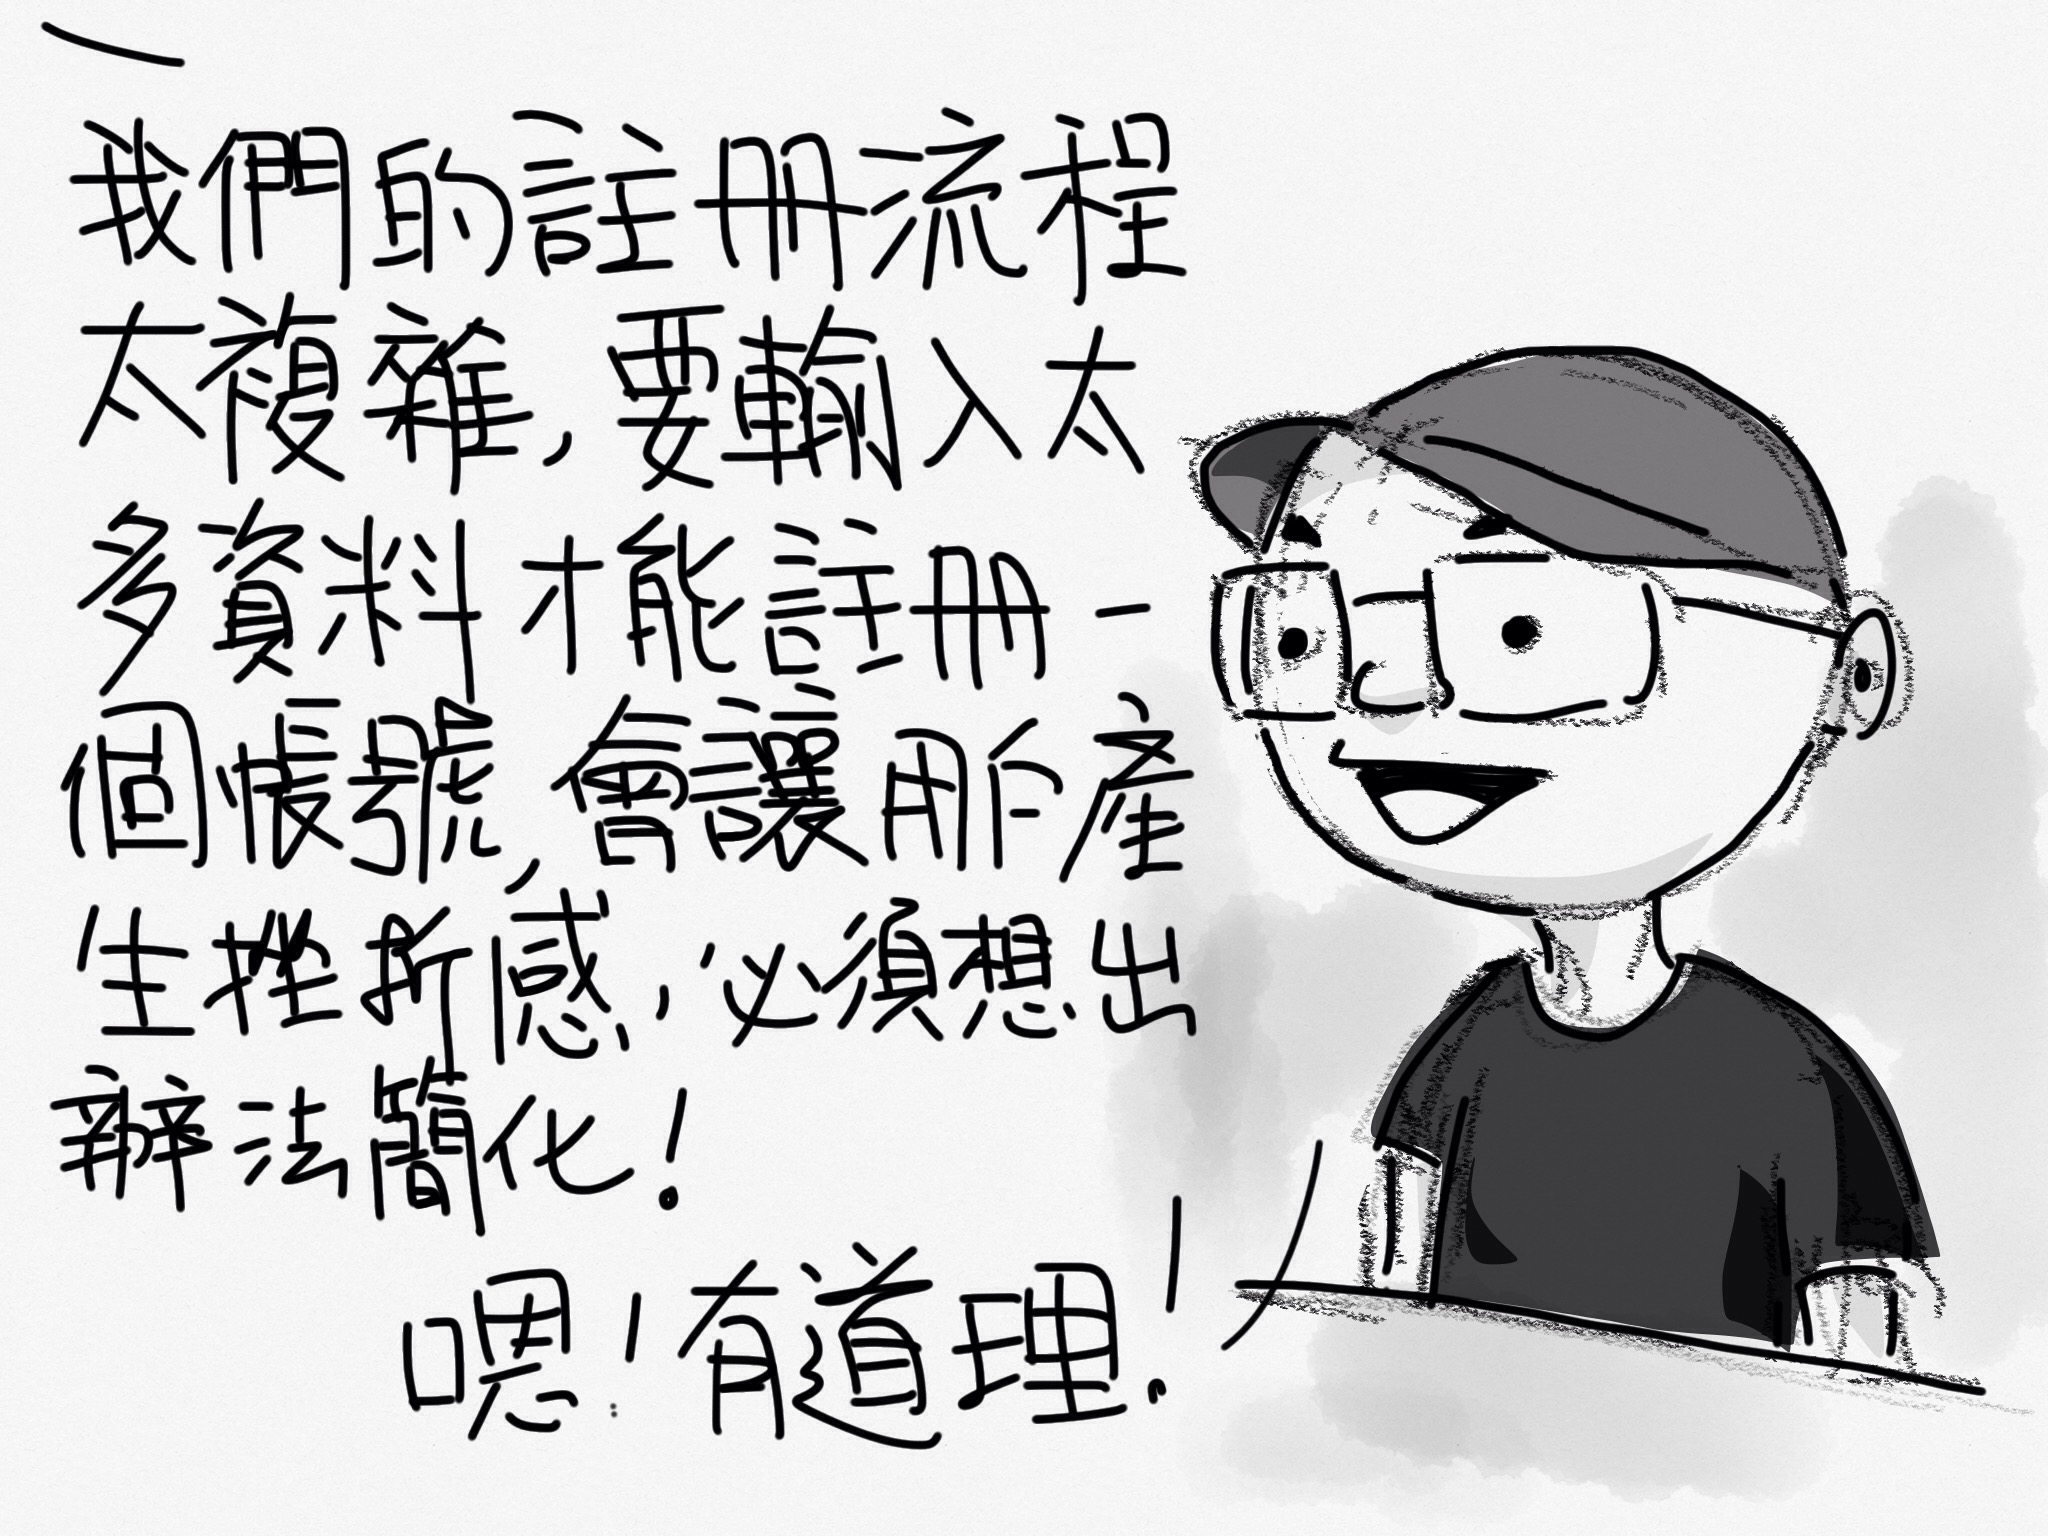 我們的註冊流程
太複雜，要輸入太
多資料才能註冊一
個帳號，會讓用戶產
生挫折感，必須想出
辦法簡化！
嗯！有道理！